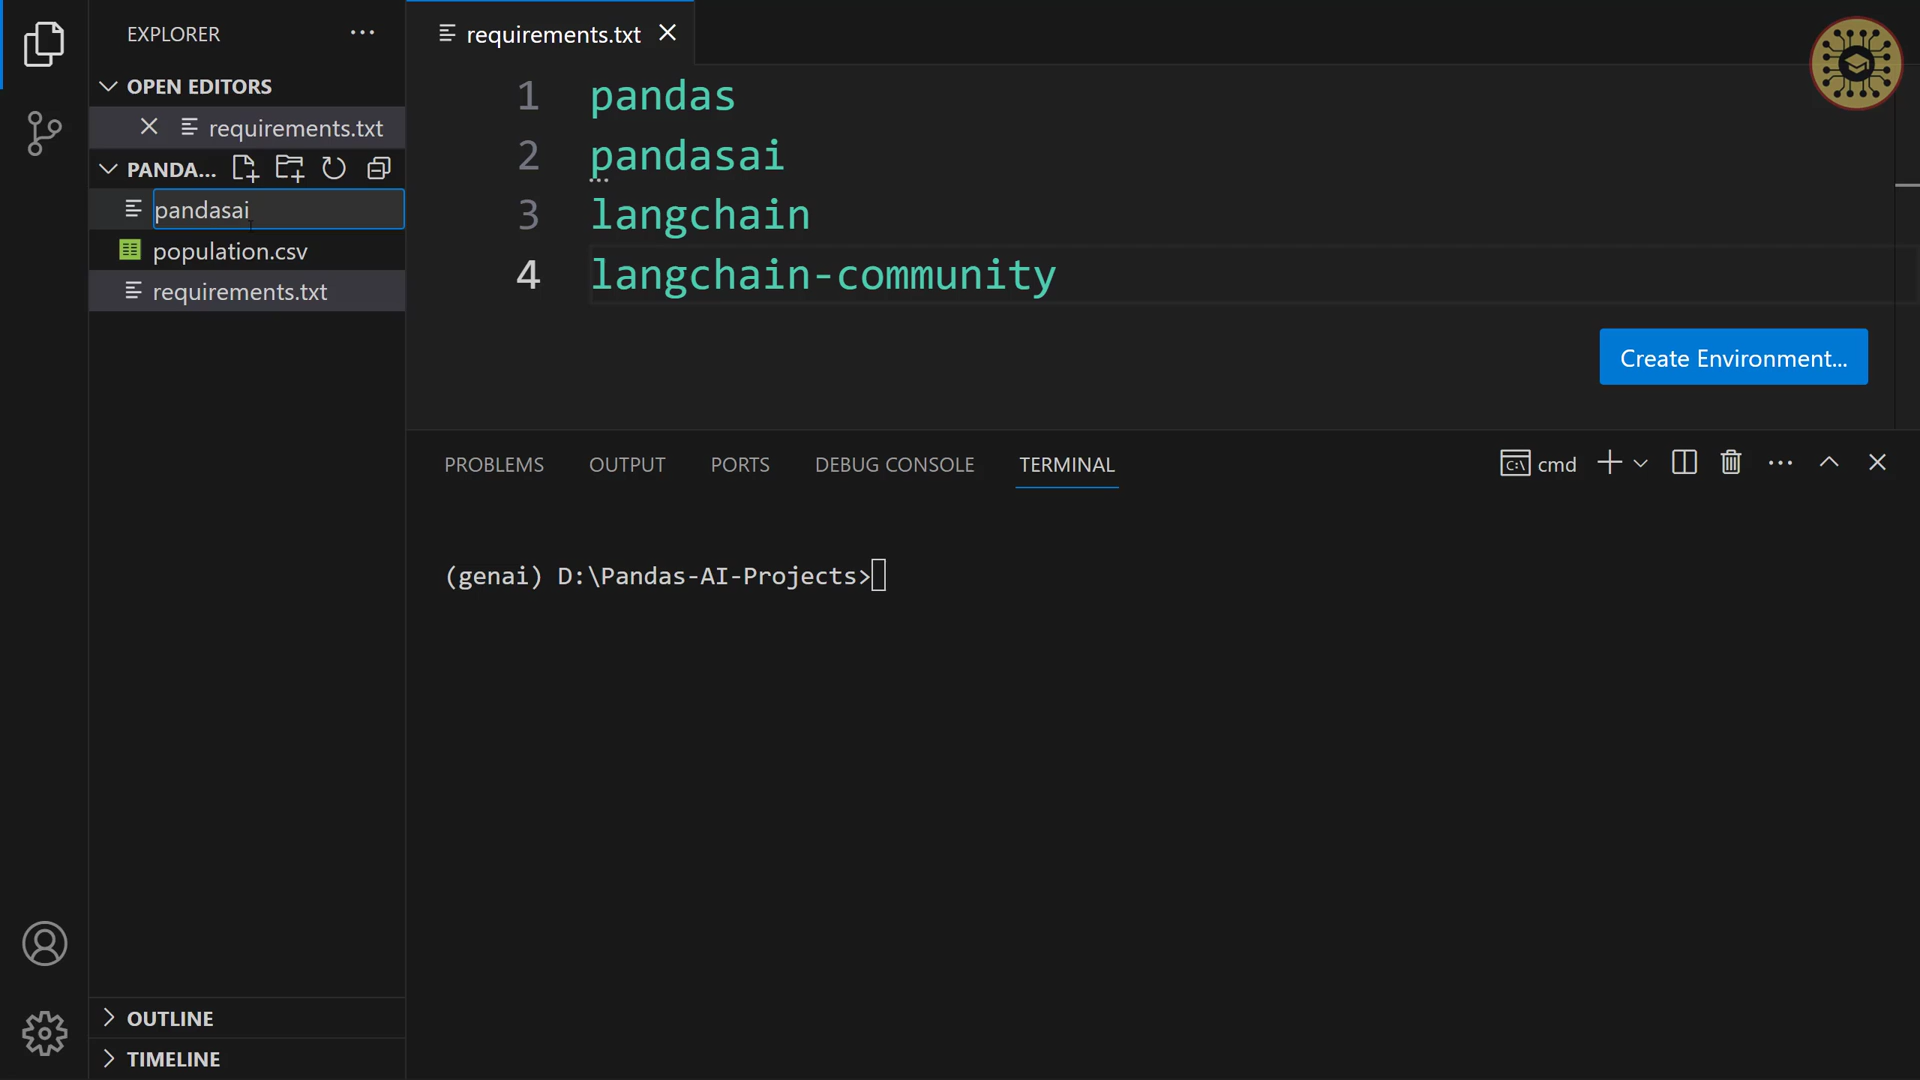 EXPLORER
requirements.txt
OPEN EDITORS
requirements.txt
PANDA...
pandasai
population.csv
requirements.txt
1 pandas
2 pandasai
3 langchain
4 langchain-community
Create Environment...
PROBLEMS OUTPUT PORTS DEBUG CONSOLE TERMINAL
cmd
(genai) D:\Pandas-AI-Projects>
OUTLINE
TIMELINE